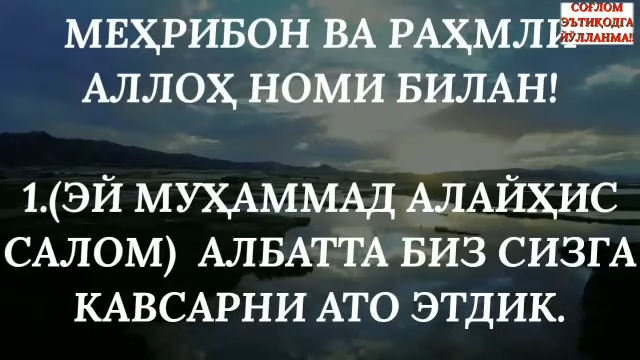 СОҒЛОМ
ЭЪТИҚОДГА
ЙЎЛЛАНМА!
МЕҲРИБОН ВА РАҲМЛИ
АЛЛОҲ НОМИ БИЛАН!
1.(ЭЙ МУҲАММАД АЛАЙҲИС
САЛОМ) АЛБАТТА БИЗ СИЗГА
КАВСАРНИ АТО ЭТДИК.